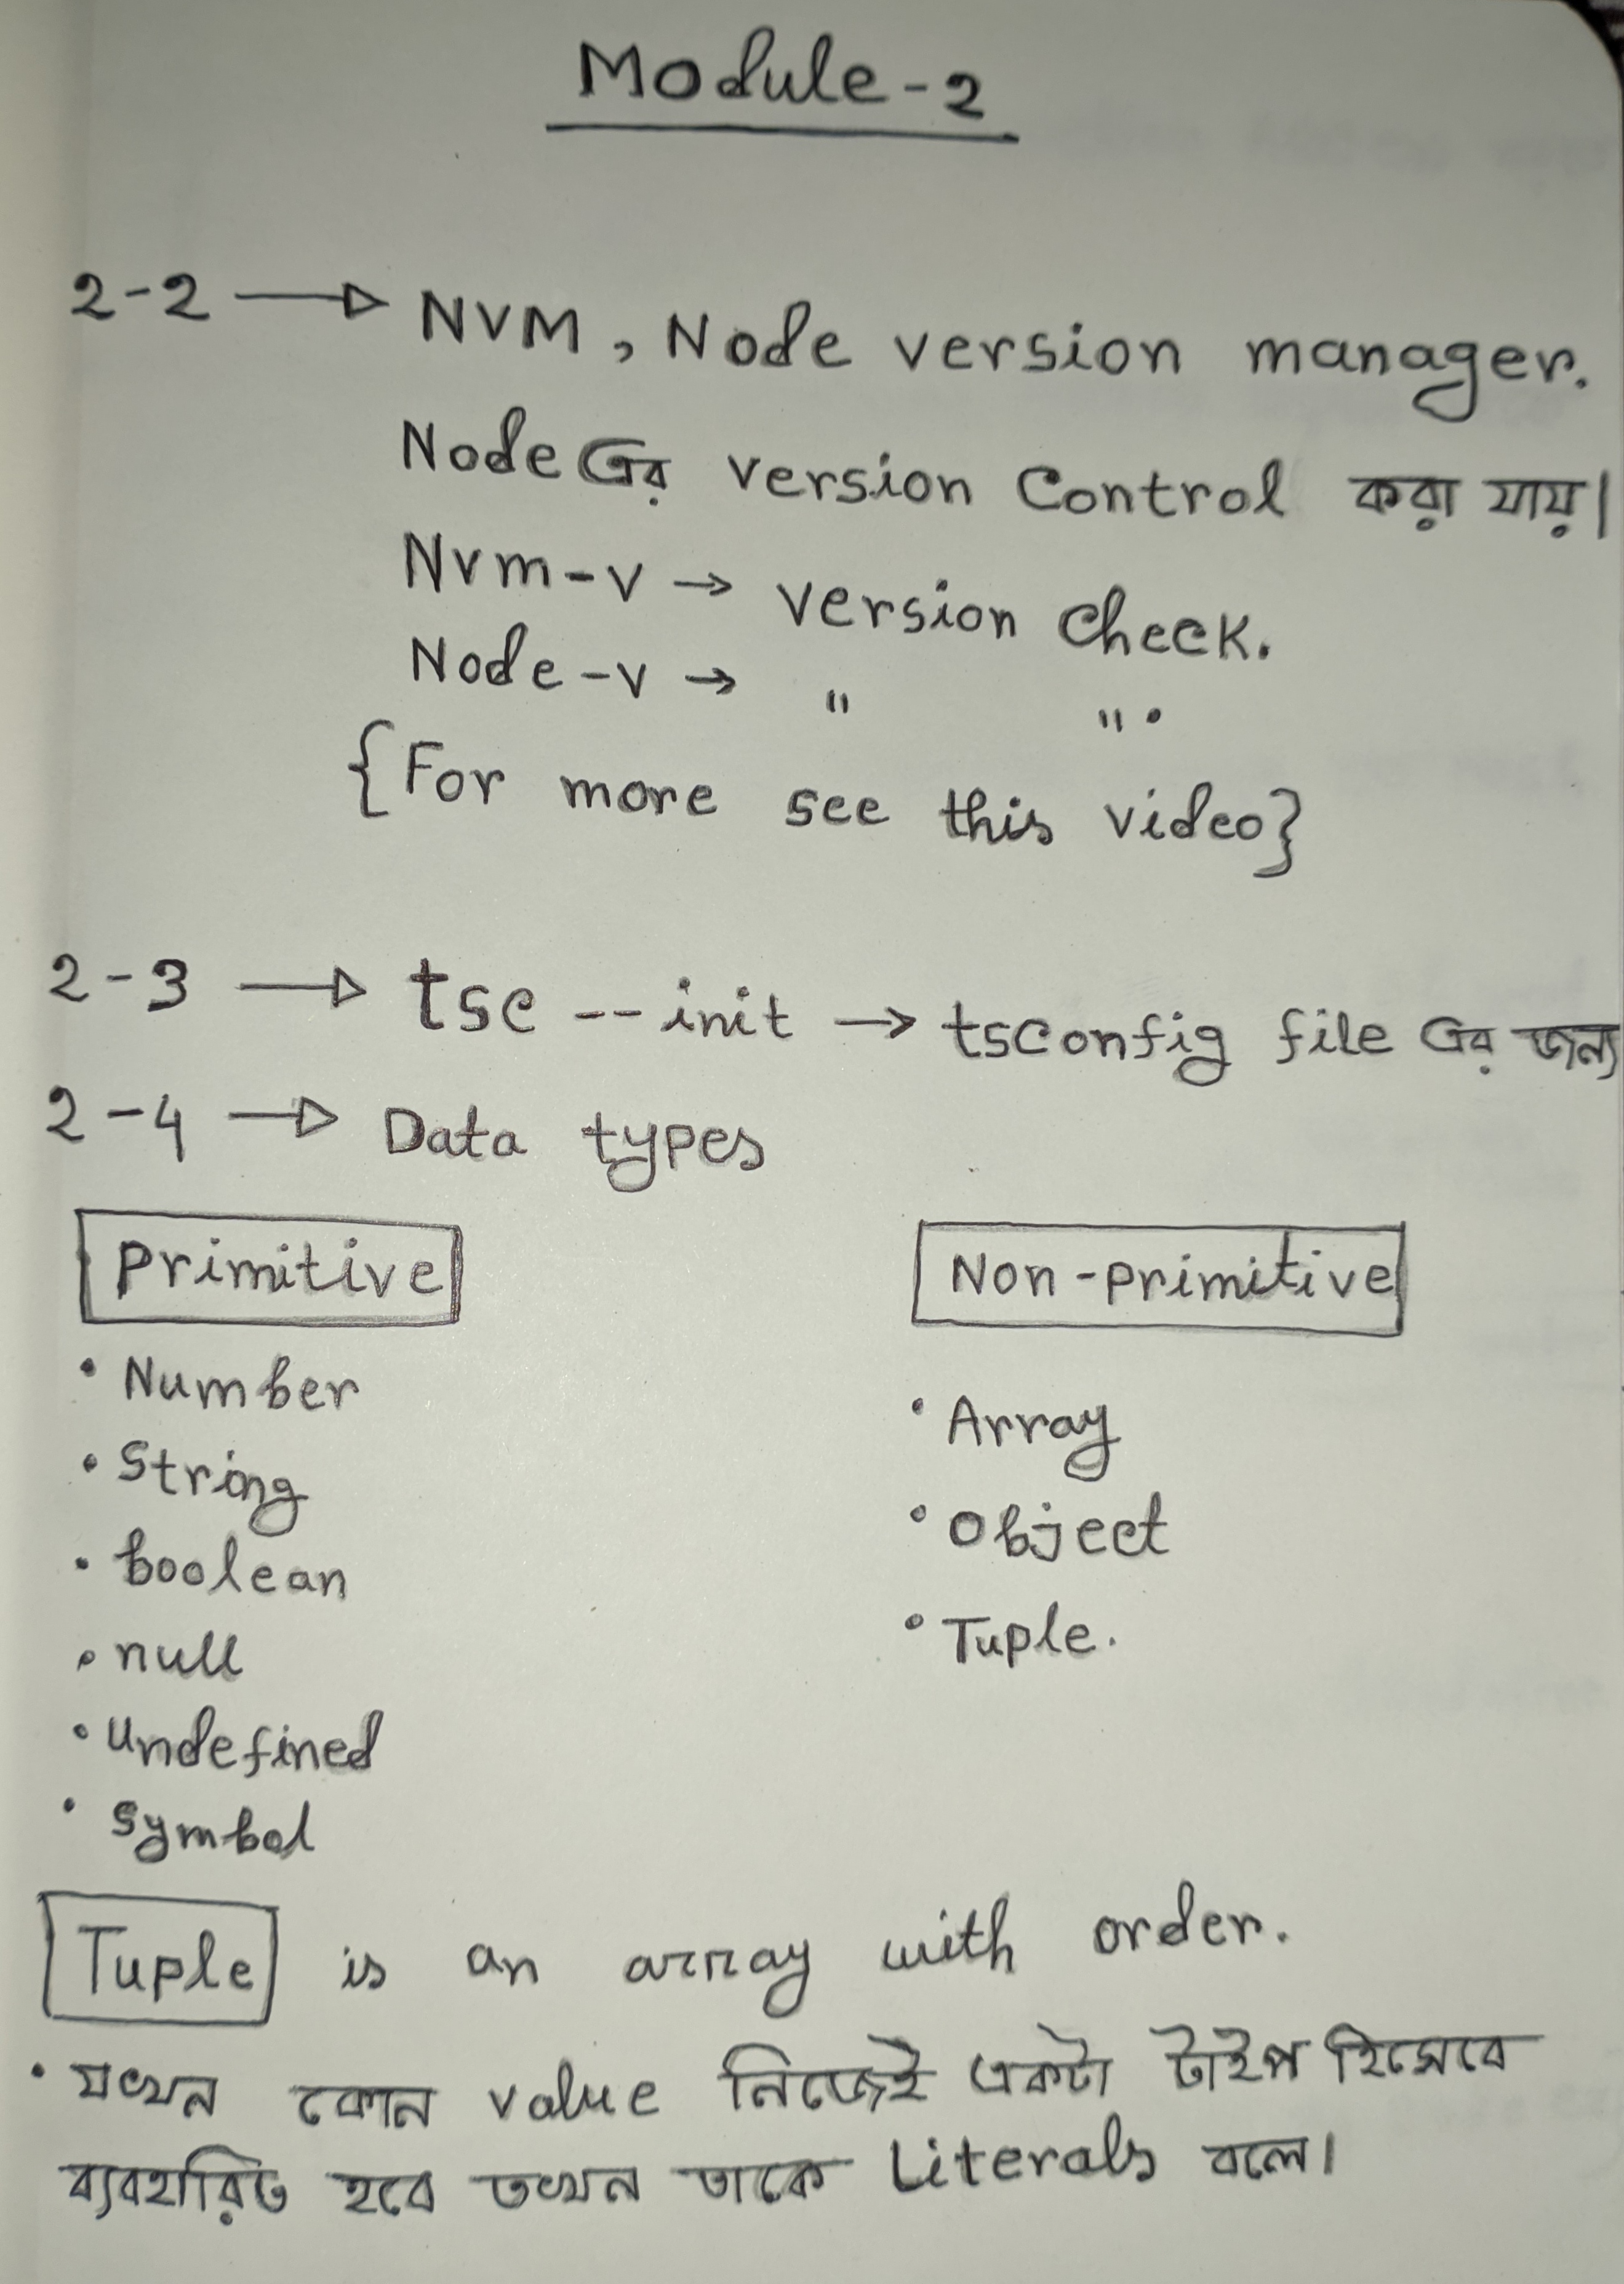 Module-2
2-2 → NVM, Node version manager.
Node এর version Control করা যায়।
Nvm-v → version check.
Node -v → " ".
{For more see this video}
2-3 → tsc --init → tsconfig file এর জন্য
2-4 → Data types
Primitive
• Number
• String
• boolean
• null
• undefined
• symbol
Non-primitive
• Array
• Object
• Tuple.
Tuple is an array with order.
• যখন কোন value নিজেই একটা টাইপ হিসেবে
ব্যবহারিত হবে তখন তাকে Literals বলে।